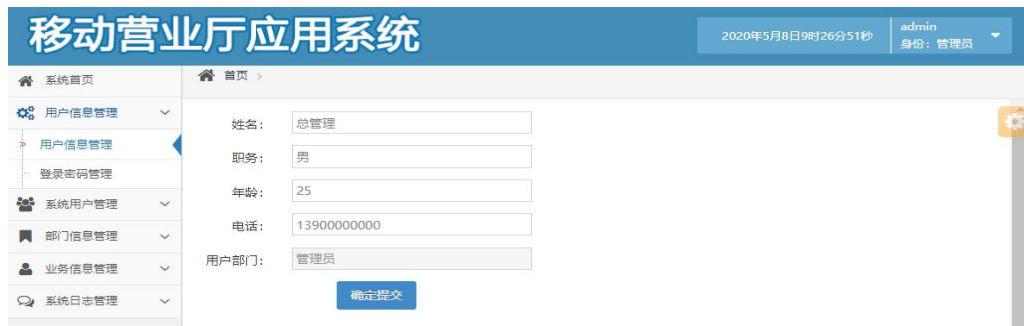 移动营业厅应用系统
2020年5月8日9时26分51秒
admin
身份：管理员
系统首页
首页 >
用户信息管理
用户信息管理
登录密码管理
系统用户管理
部门信息管理
业务信息管理
系统日志管理
姓名： 总管理
职务： 男
年龄： 25
电话： 13900000000
用户部门： 管理员
确定提交